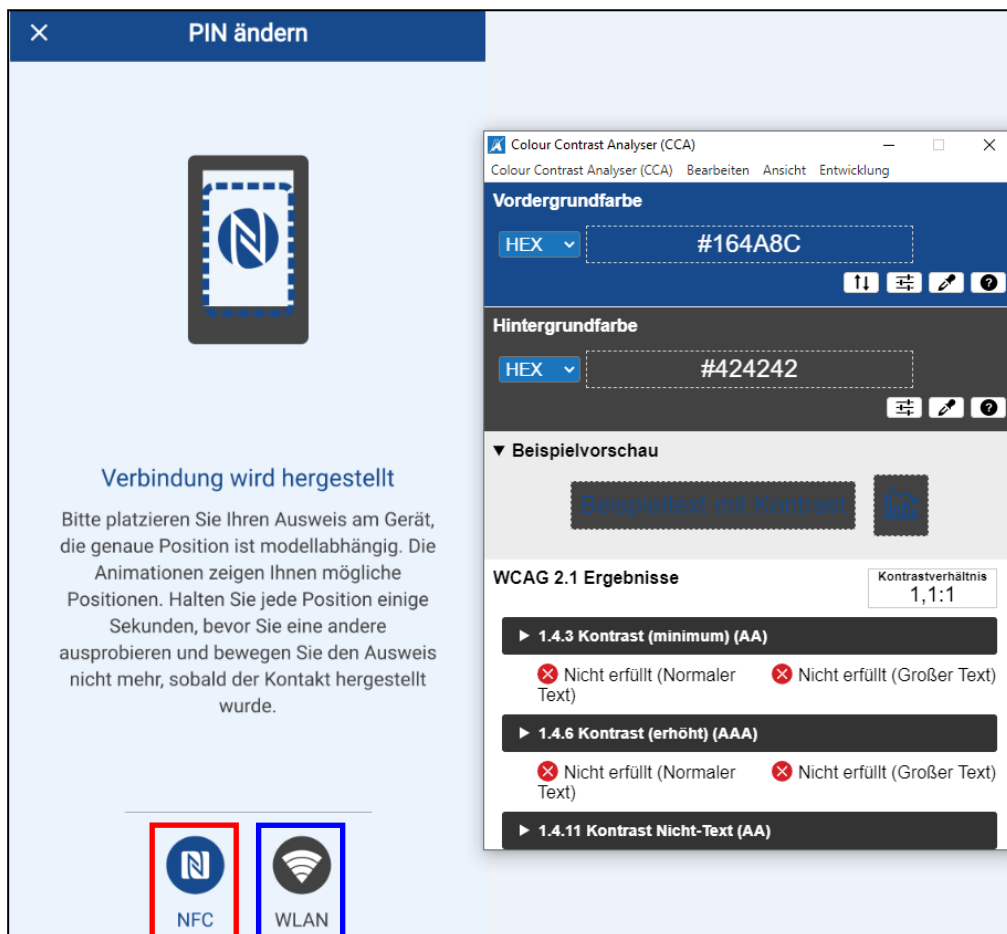 PIN ändern
Verbindung wird hergestellt
Bitte platzieren Sie Ihren Ausweis am Gerät,
die genaue Position ist modellabhängig. Die
Animationen zeigen Ihnen mögliche
Positionen. Halten Sie jede Position einige
Sekunden, bevor Sie eine andere
ausprobieren und bewegen Sie den Ausweis
nicht mehr, sobald der Kontakt hergestellt
wurde.
NFC
WLAN
Colour Contrast Analyser (CCA)
Colour Contrast Analyser (CCA) Bearbeiten Ansicht Entwicklung
Vordergrundfarbe
HEX
#164A8C
Hintergrundfarbe
HEX
#424242
Beispielvorschau
Beispieltext mit Kontrast
WCAG 2.1 Ergebnisse
Kontrastverhältnis
1,1:1
1.4.3 Kontrast (minimum) (AA)
Nicht erfüllt (Normaler
Text)
Nicht erfüllt (Großer Text)
1.4.6 Kontrast (erhöht) (AAA)
Nicht erfüllt (Normaler
Text)
Nicht erfüllt (Großer Text)
1.4.11 Kontrast Nicht-Text (AA)